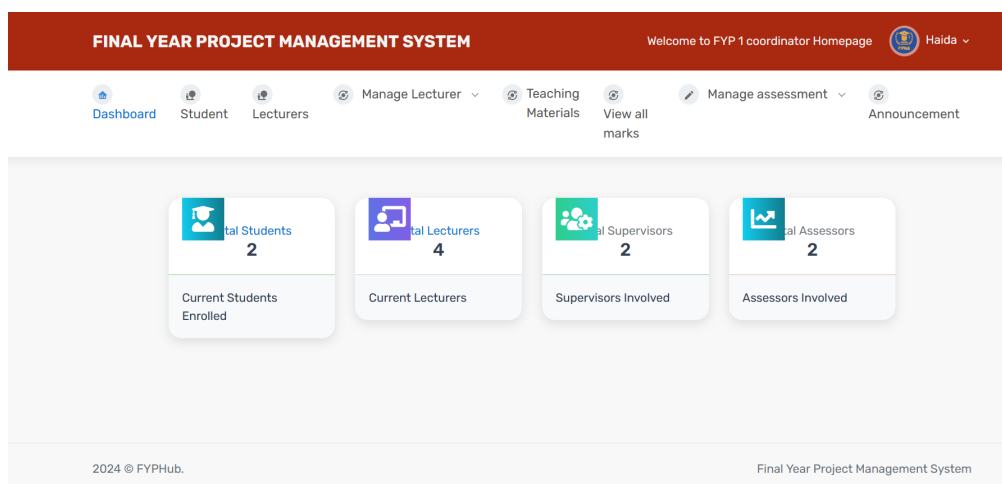 FINAL YEAR PROJECT MANAGEMENT SYSTEM
Welcome to FYP 1 coordinator Homepage
Haida
Dashboard
Student
Lecturers
Manage Lecturer
Teaching
Materials
View all
marks
Manage assessment
Announcement
tal Students
2
Current Students
Enrolled
tal Lecturers
4
Current Lecturers
al Supervisors
2
Supervisors Involved
tal Assessors
2
Assessors Involved
2024 © FYPHub.
Final Year Project Management System